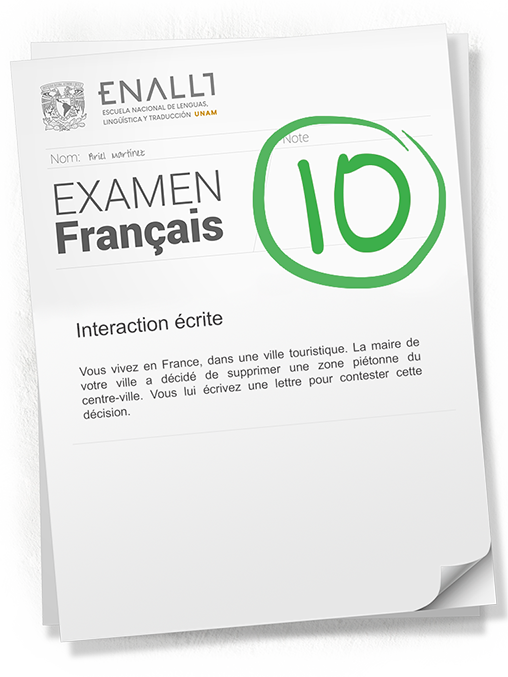 ENALLT
ESCUELA NACIONAL DE LENGUAS,
LINGÜÍSTICA Y TRADUCCIÓN UNAM
Nom: Ariel Martínez
Note
10
EXAMEN
Français
Interaction écrite
Vous vivez en France, dans une ville touristique. La maire de
votre ville a décidé de supprimer une zone piétonne du
centre-ville. Vous lui écrivez une lettre pour contester cette
décision.